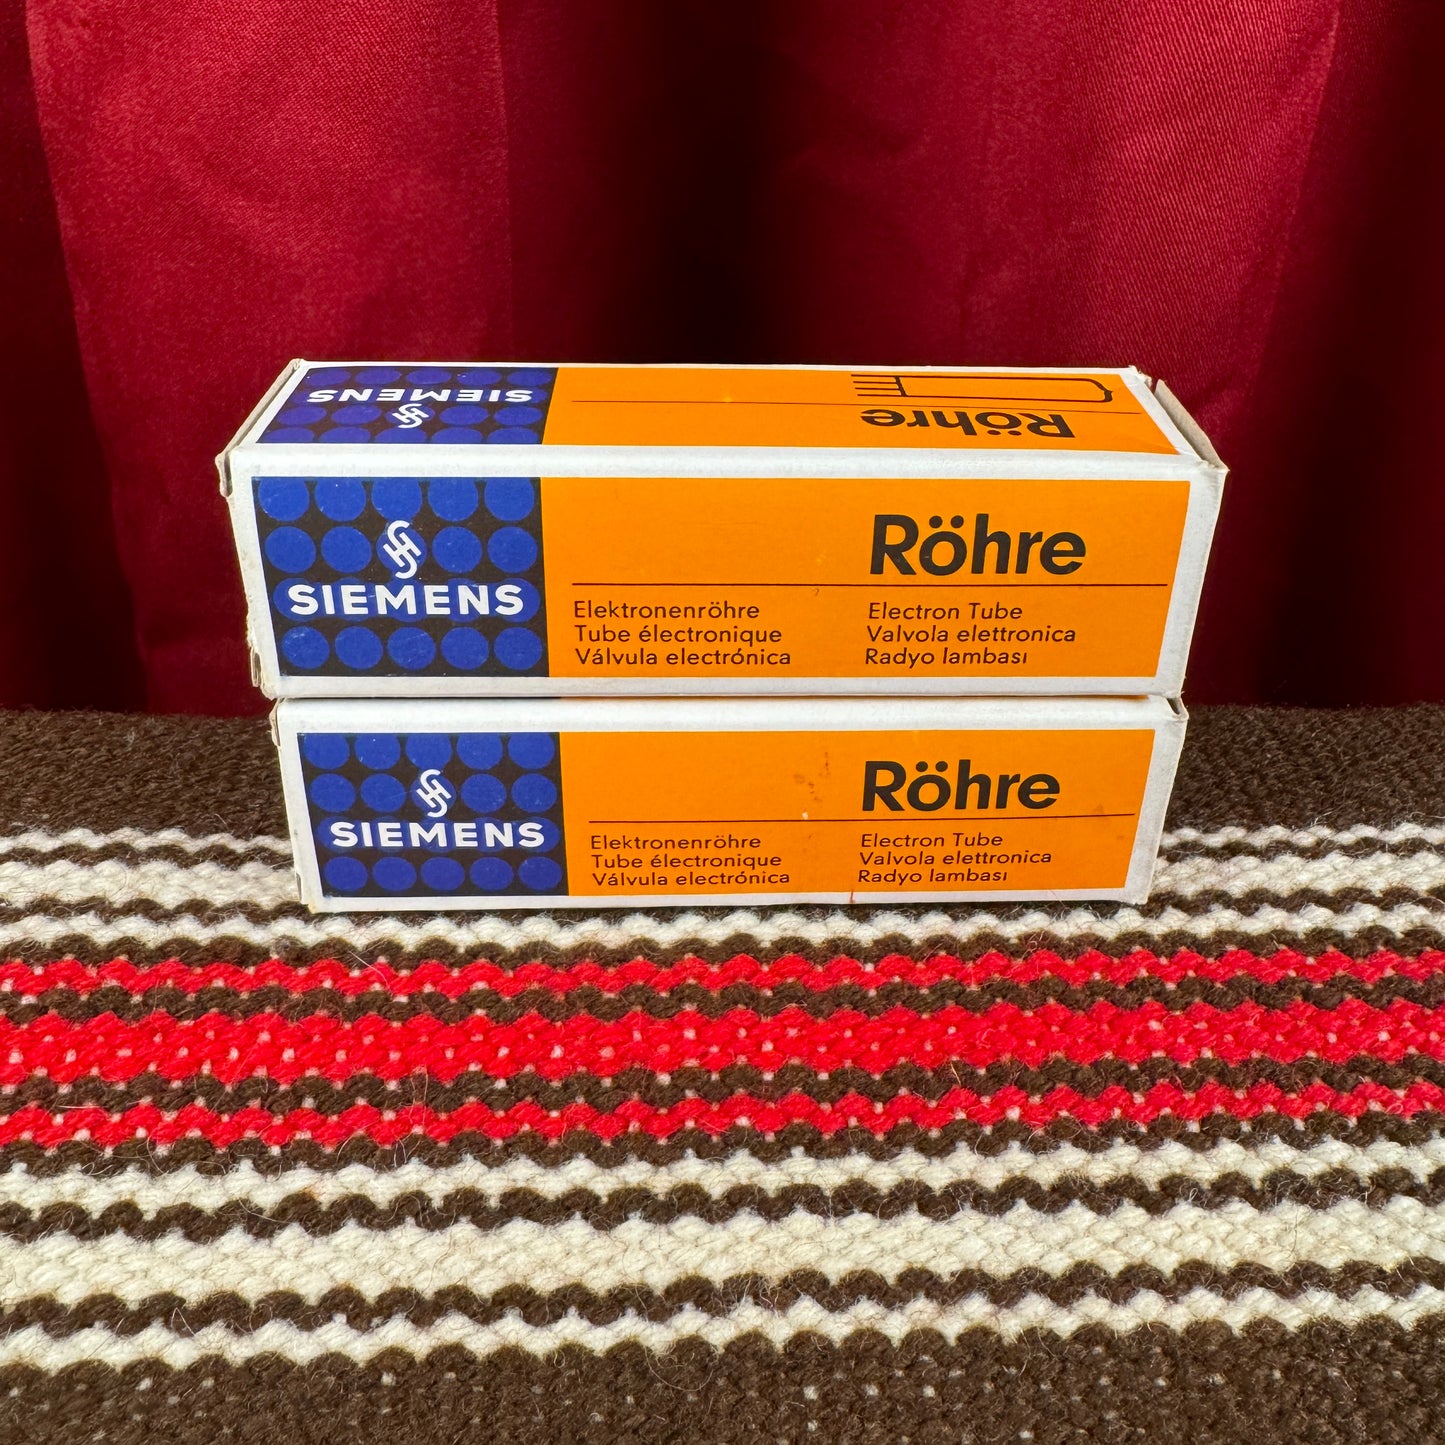 SIEMENS
Röhre
SIEMENS
Röhre
Elektronenröhre
Tube électronique
Válvula electrónica
Electron Tube
Valvola elettronica
Radyo lambası
SIEMENS
Röhre
Elektronenröhre
Tube électronique
Válvula electrónica
Electron Tube
Valvola elettronica
Radyo lambası